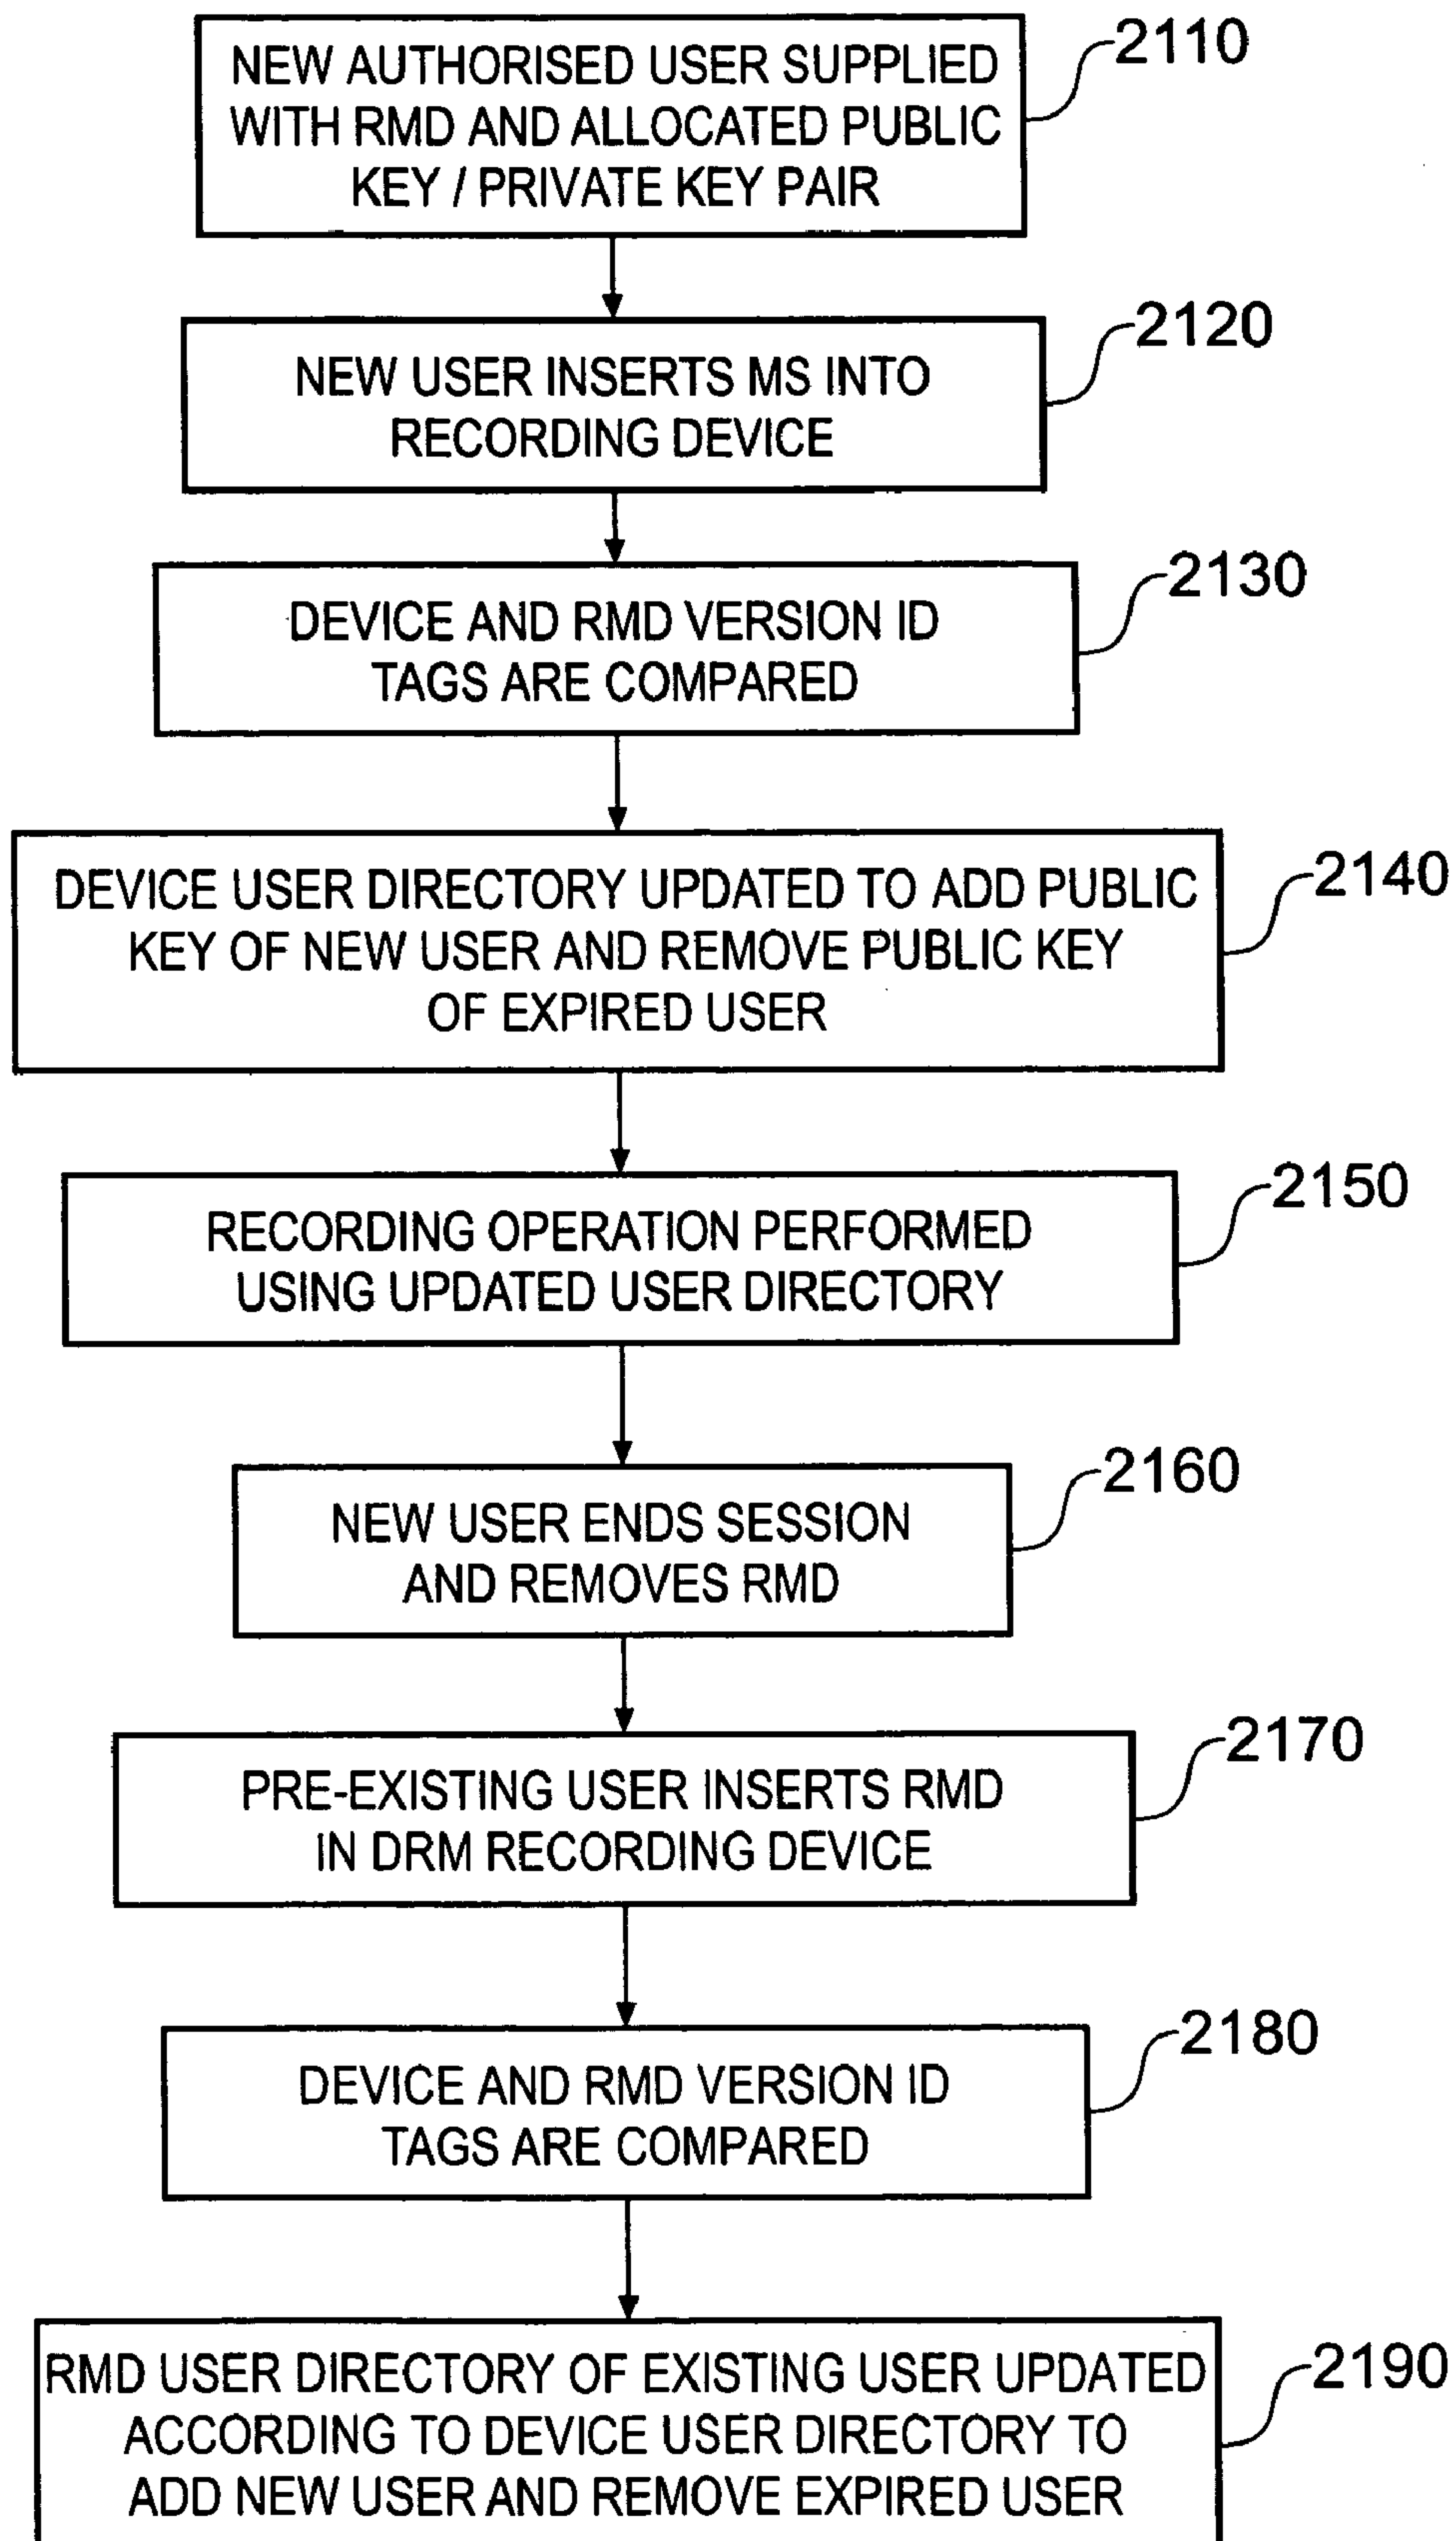 NEW AUTHORISED USER SUPPLIED
WITH RMD AND ALLOCATED PUBLIC
KEY / PRIVATE KEY PAIR
2110
NEW USER INSERTS MS INTO
RECORDING DEVICE
2120
DEVICE AND RMD VERSION ID
TAGS ARE COMPARED
2130
DEVICE USER DIRECTORY UPDATED TO ADD PUBLIC
KEY OF NEW USER AND REMOVE PUBLIC KEY
OF EXPIRED USER
2140
RECORDING OPERATION PERFORMED
USING UPDATED USER DIRECTORY
2150
NEW USER ENDS SESSION
AND REMOVES RMD
2160
PRE-EXISTING USER INSERTS RMD
IN DRM RECORDING DEVICE
2170
DEVICE AND RMD VERSION ID
TAGS ARE COMPARED
2180
RMD USER DIRECTORY OF EXISTING USER UPDATED
ACCORDING TO DEVICE USER DIRECTORY TO
ADD NEW USER AND REMOVE EXPIRED USER
2190